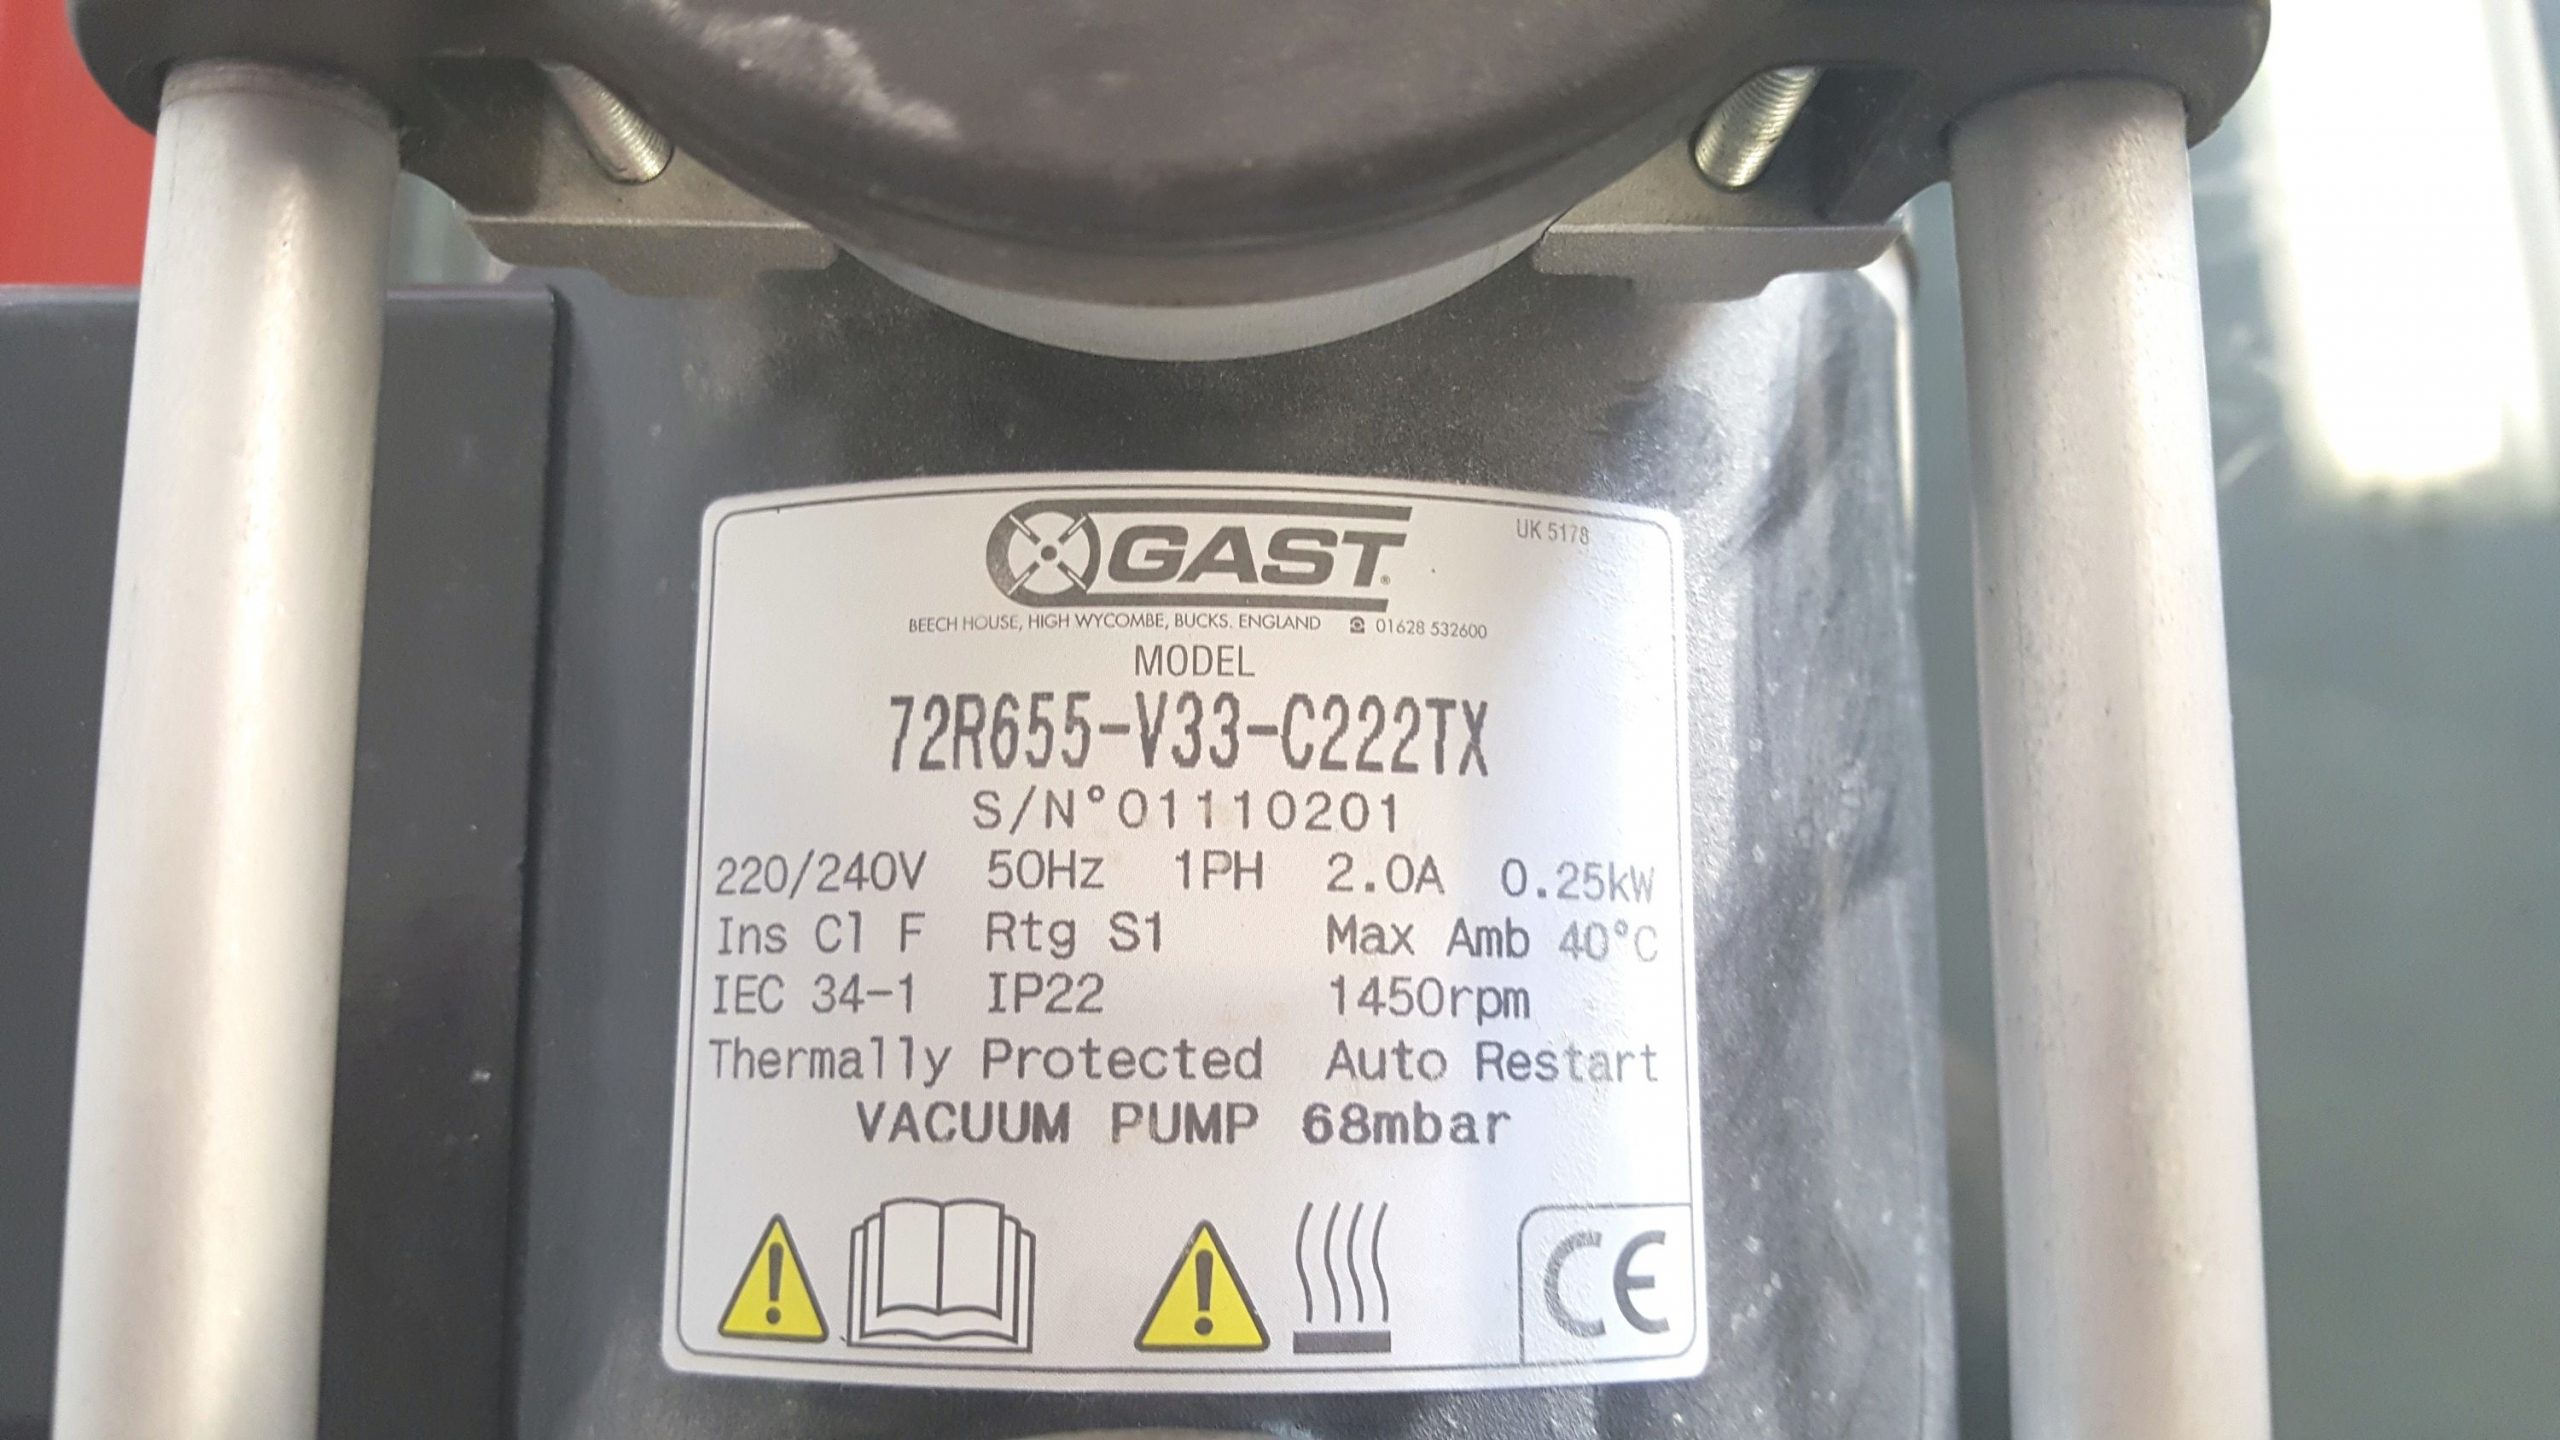 GAST®
UK 5178
BEECH HOUSE, HIGH WYCOMBE, BUCKS. ENGLAND ☎ 01628 532600
MODEL
72R655-V33-C222TX
S/N°01110201
220/240V 50Hz 1PH 2.0A 0.25kW
Ins Cl F Rtg S1 Max Amb 40°C
IEC 34-1 IP22 1450rpm
Thermally Protected Auto Restart
VACUUM PUMP 68mbar
CE